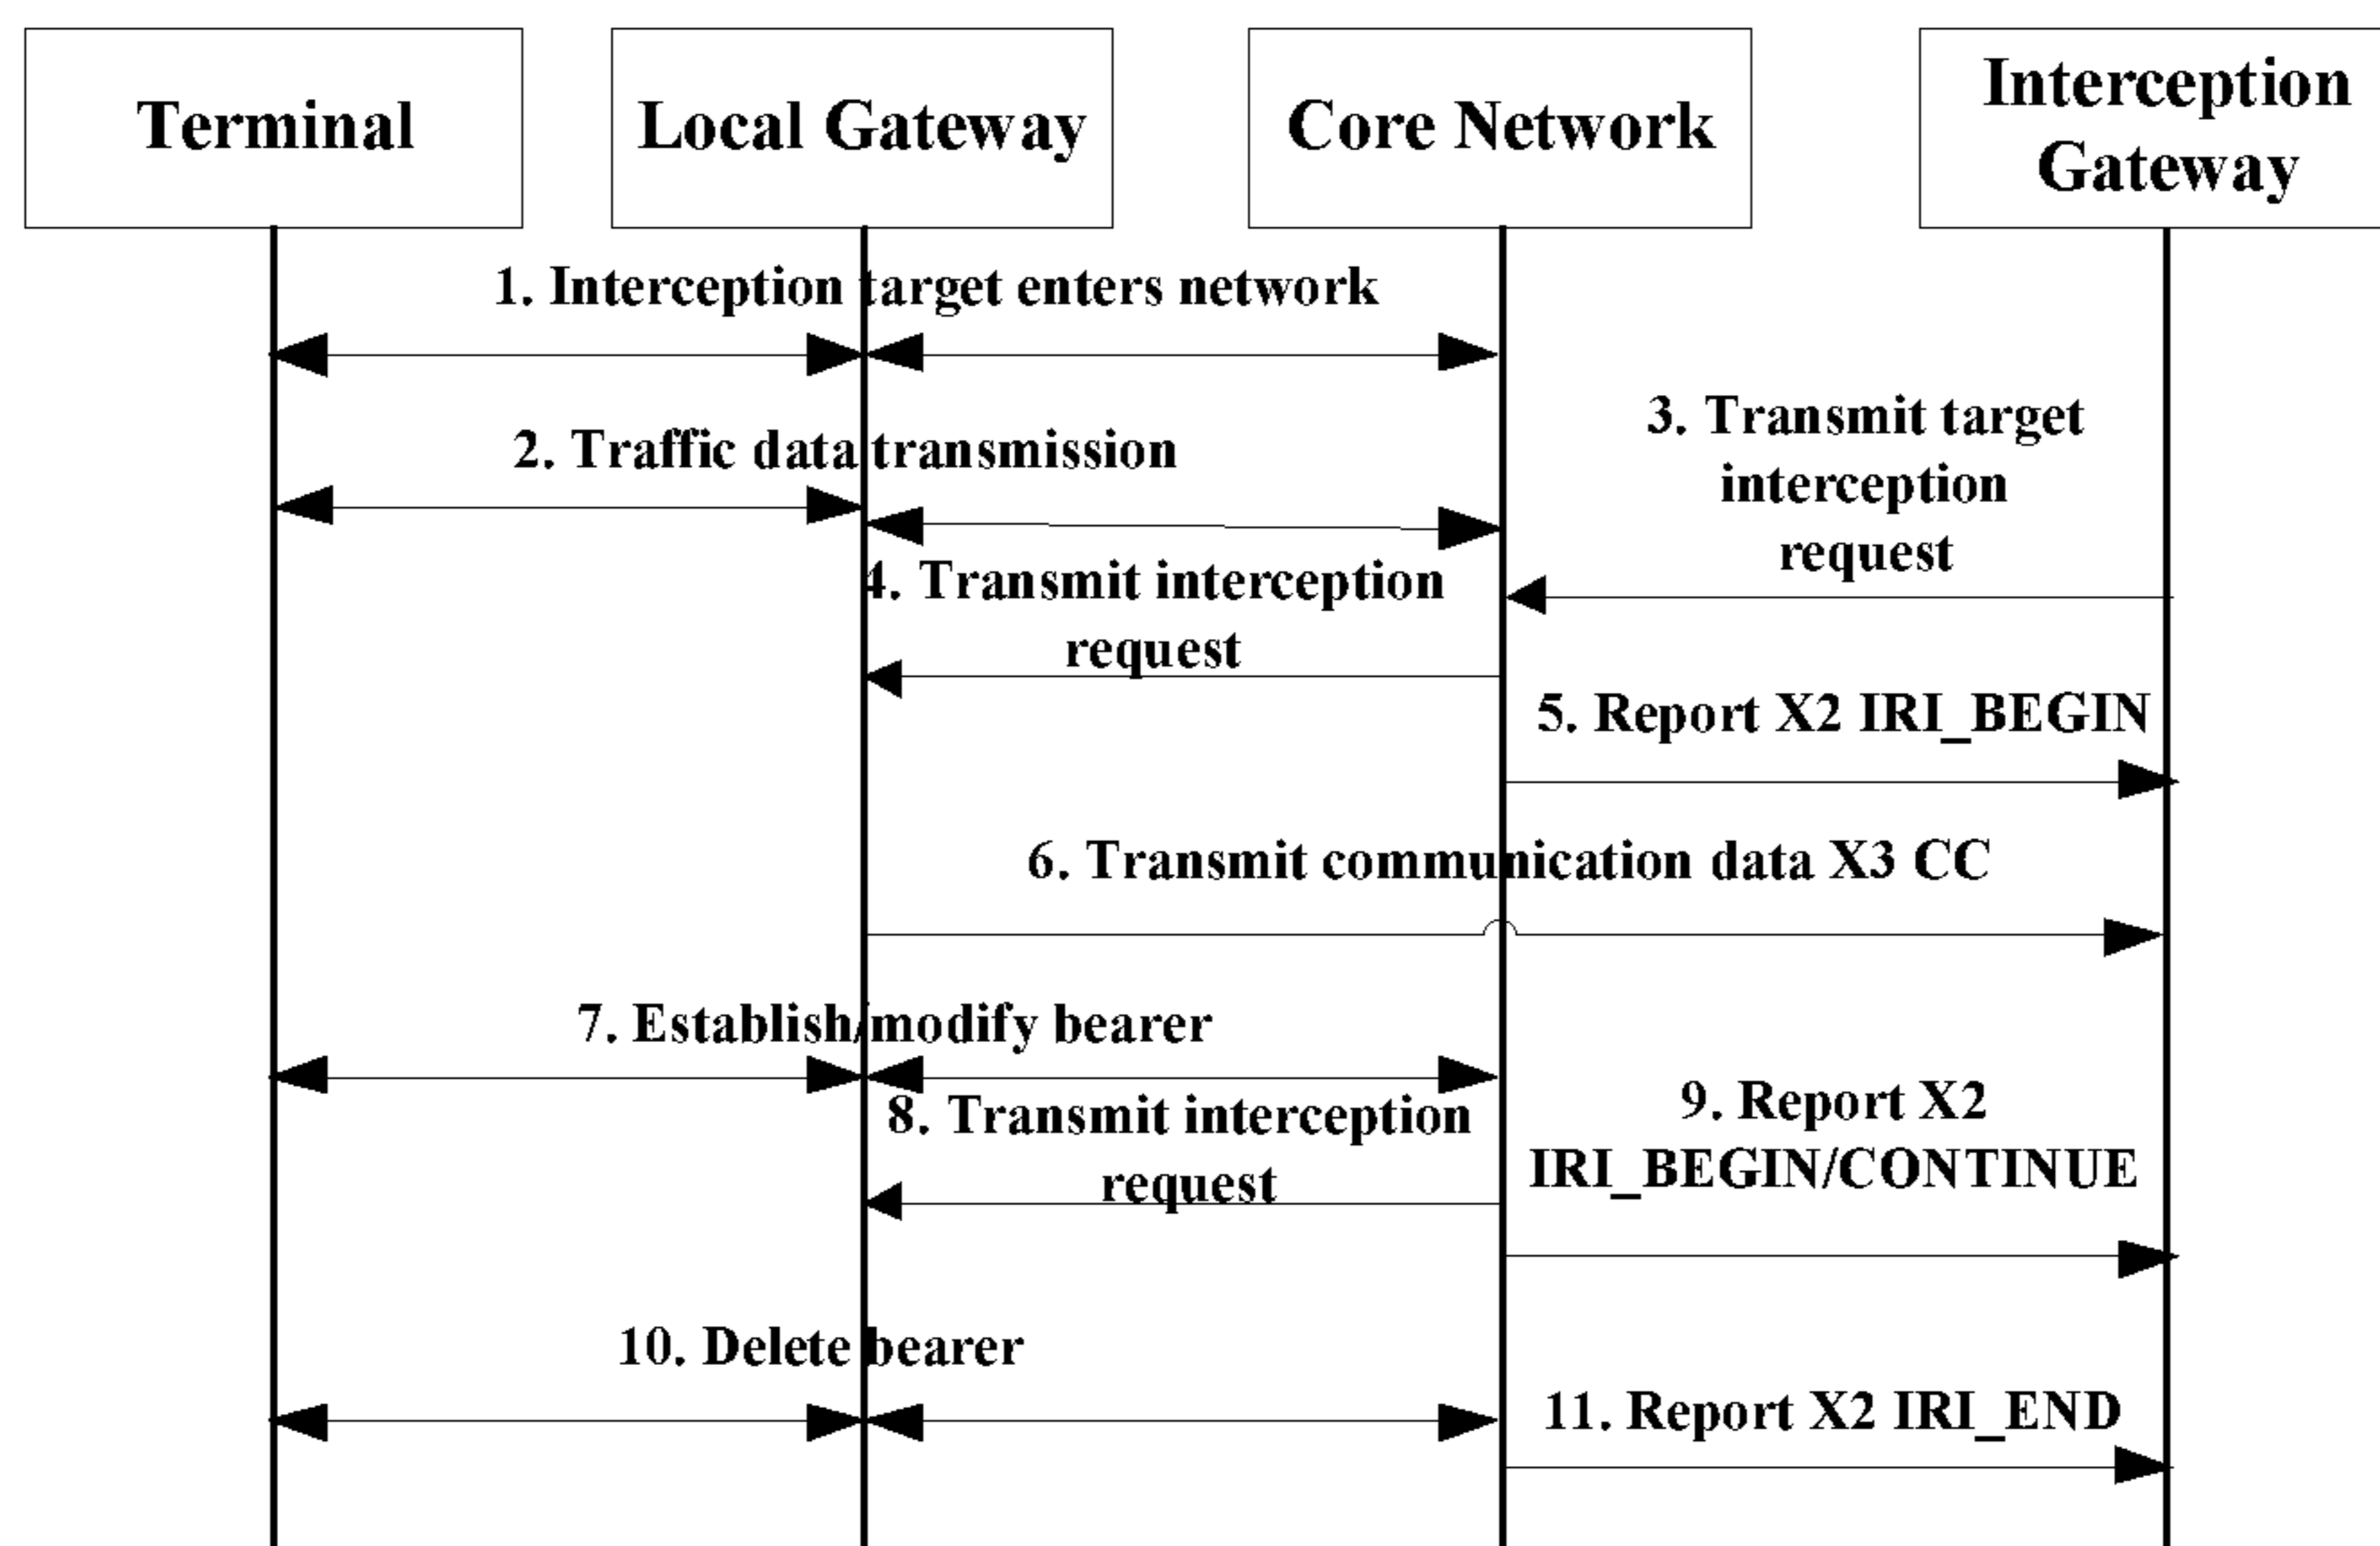 Terminal
Local Gateway
Core Network
Interception
Gateway
1. Interception target enters network
2. Traffic data transmission
3. Transmit target
interception
request
4. Transmit interception
request
5. Report X2 IRI_BEGIN
6. Transmit communication data X3 CC
7. Establish/modify bearer
8. Transmit interception
request
9. Report X2
IRI_BEGIN/CONTINUE
10. Delete bearer
11. Report X2 IRI_END